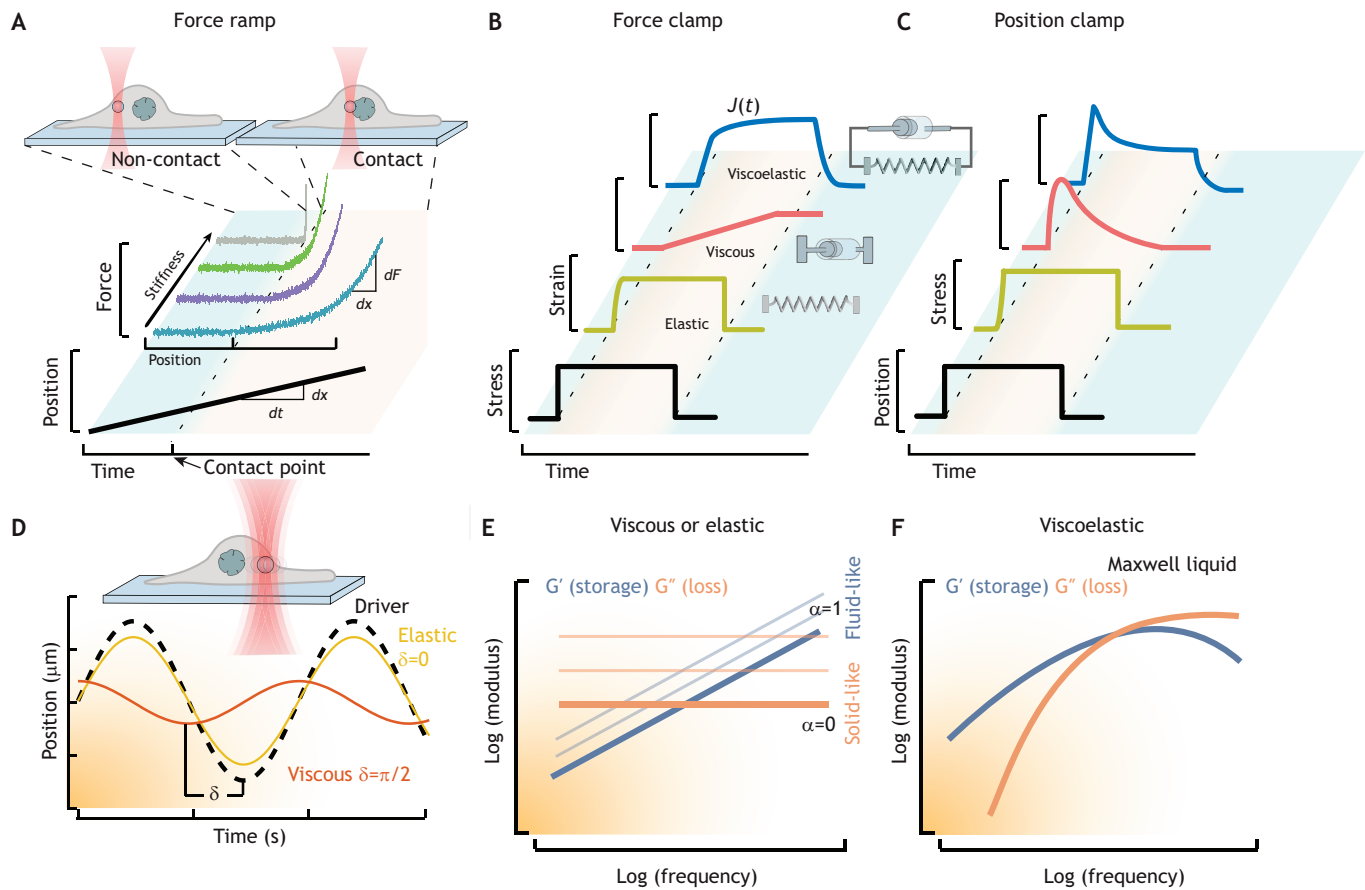 A
Force ramp
Non-contact
Contact
Force
Stiffness
dF
dx
Position
Position
dx
dt
Time
Contact point
B
Force clamp
J(t)
Viscoelastic
Viscous
Strain
Elastic
Stress
Time
C
Position clamp
Stress
Position
Time
D
Driver
Elastic
δ=0
Position (μm)
Viscous δ=π/2
δ
Time (s)
E
Viscous or elastic
G′ (storage) G″ (loss)
α=1
Fluid-like
Solid-like
α=0
Log (modulus)
Log (frequency)
F
Viscoelastic
Maxwell liquid
G′ (storage) G″ (loss)
Log (modulus)
Log (frequency)